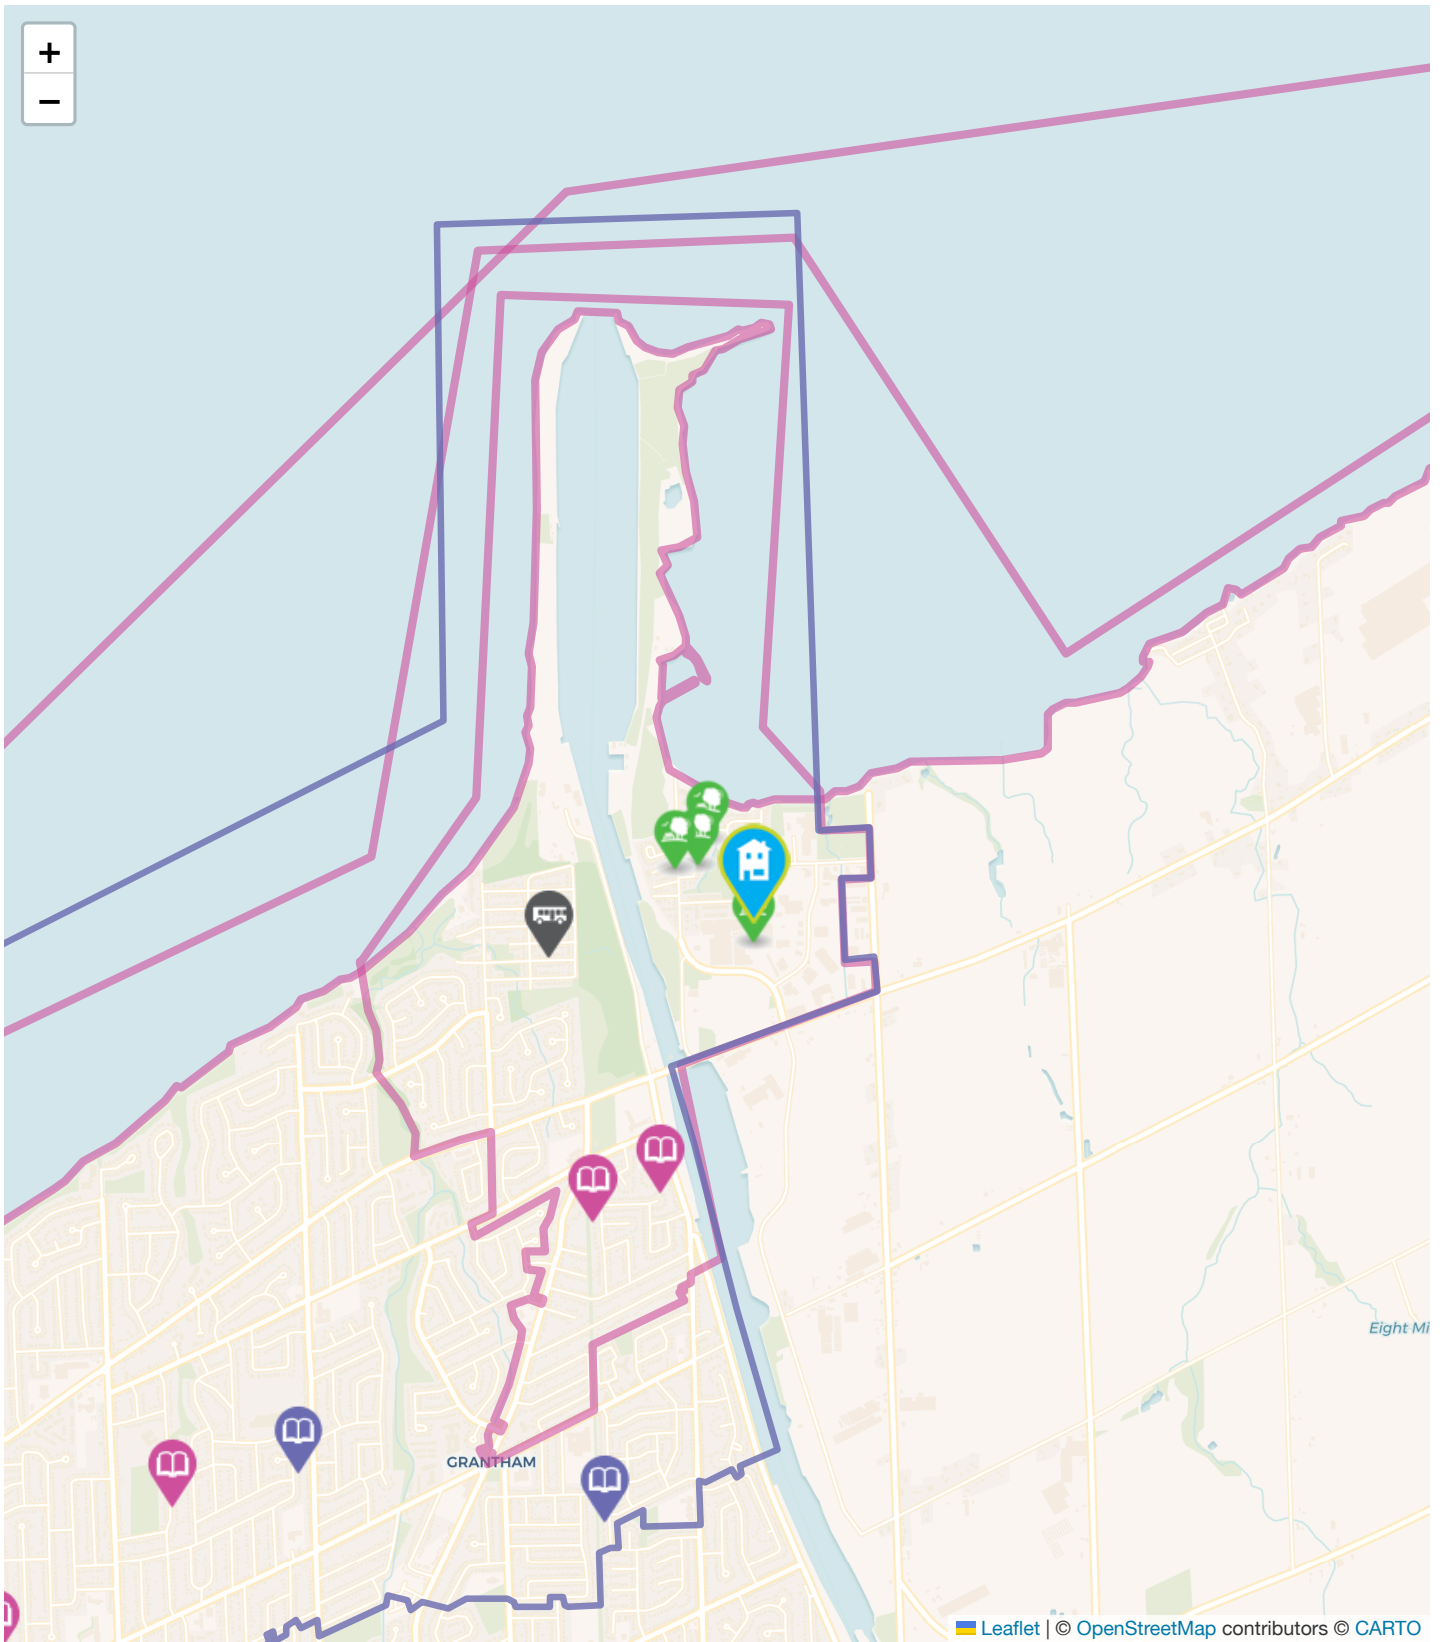 +
−
Eight Mi
GRANTHAM
Leaflet | © OpenStreetMap contributors © CARTO